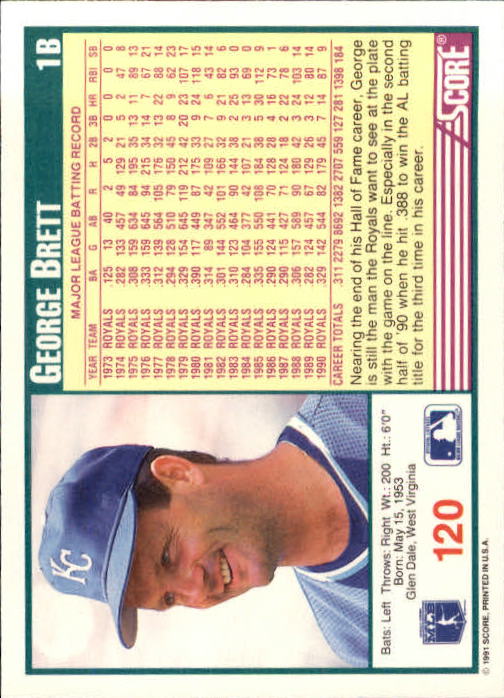 GEORGE BRETT 1B
MAJOR LEAGUE BATTING RECORD
YEAR TEAM BA G AB R H 2B 3B HR RBI SB
1973 ROYALS .125 13 40 2 5 2 0 0 0 0
1974 ROYALS .282 133 457 49 129 21 5 2 47 8
1975 ROYALS .308 159 634 84 195 35 13 11 89 13
1976 ROYALS .333 159 645 94 215 34 14 7 67 21
1977 ROYALS .312 139 564 105 176 32 13 22 88 14
1978 ROYALS .294 128 510 79 150 45 8 9 62 23
1979 ROYALS .329 154 645 119 212 42 20 23 107 17
1980 ROYALS .390 117 449 87 175 33 9 24 118 15
1981 ROYALS .314 89 347 42 109 27 7 6 43 14
1982 ROYALS .301 144 552 101 166 32 9 21 82 6
1983 ROYALS .310 123 464 90 144 38 2 25 93 0
1984 ROYALS .284 104 377 42 107 21 3 13 69 0
1985 ROYALS .335 155 550 108 184 38 5 30 112 9
1986 ROYALS .290 124 441 70 128 28 4 16 73 1
1987 ROYALS .290 115 427 71 124 18 2 22 78 6
1988 ROYALS .306 157 589 90 180 42 3 24 103 14
1989 ROYALS .282 124 457 67 129 26 3 12 80 14
1990 ROYALS .329 142 544 82 179 45 7 14 87 9
CAREER TOTALS .311 2279 8692 1382 2707 559 127 281 1398 184
Nearing the end of his Hall of Fame career, George
is still the man the Royals want to see at the plate
with the game on the line. Especially in the second
half of '90 when he hit .388 to win the AL batting
title for the third time in his career.
SCORE
KC
Bats: Left Throws: Right Wt.: 200 Ht.: 6'0"
Born: May 15, 1953
Glen Dale, West Virginia
120
MLB
© 1991 SCORE, PRINTED IN U.S.A.